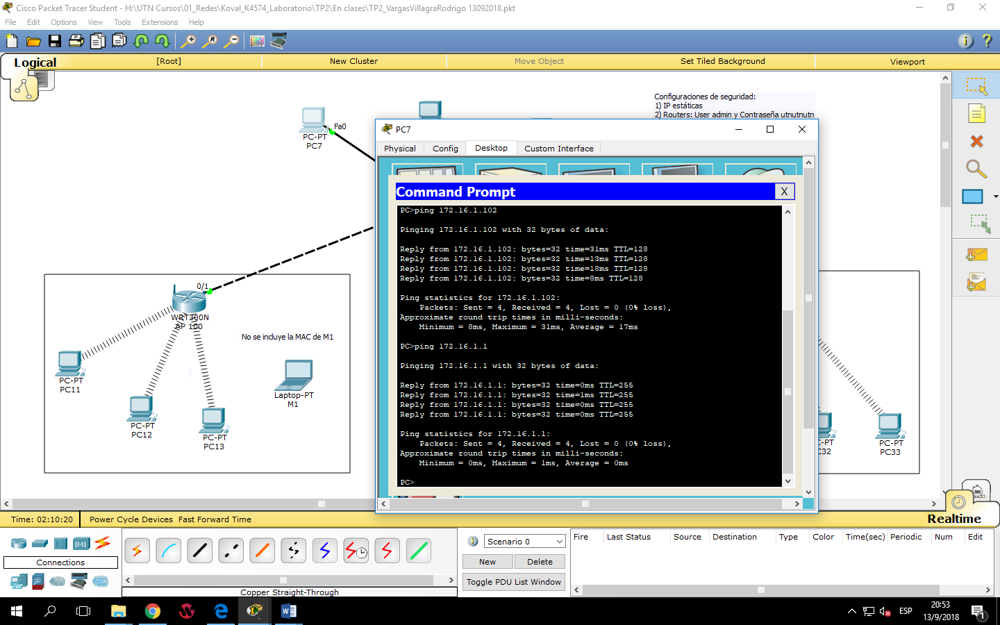 Cisco Packet Tracer Student - H:\UTN Cursos\01_Redes\Koval_K4574_Laboratorio\TP2\En clases\TP2_VargasVillagraRodrigo 13092018.pkt
File Edit Options View Tools Extensions Help
Logical [Root] New Cluster Move Object Set Tiled Background Viewport
Configuraciones de seguridad:
1) IP estáticas
2) Routers: User admin y Contraseña utnutnutn
Fa0
PC-PT
PC7
PC7
Physical Config Desktop Custom Interface
Command Prompt X
PC>ping 172.16.1.102
Pinging 172.16.1.102 with 32 bytes of data:
Reply from 172.16.1.102: bytes=32 time=31ms TTL=128
Reply from 172.16.1.102: bytes=32 time=13ms TTL=128
Reply from 172.16.1.102: bytes=32 time=18ms TTL=128
Reply from 172.16.1.102: bytes=32 time=8ms TTL=128
Ping statistics for 172.16.1.102:
Packets: Sent = 4, Received = 4, Lost = 0 (0% loss),
Approximate round trip times in milli-seconds:
Minimum = 8ms, Maximum = 31ms, Average = 17ms
PC>ping 172.16.1.1
Pinging 172.16.1.1 with 32 bytes of data:
Reply from 172.16.1.1: bytes=32 time=0ms TTL=255
Reply from 172.16.1.1: bytes=32 time=1ms TTL=255
Reply from 172.16.1.1: bytes=32 time=0ms TTL=255
Reply from 172.16.1.1: bytes=32 time=0ms TTL=255
Ping statistics for 172.16.1.1:
Packets: Sent = 4, Received = 4, Lost = 0 (0% loss),
Approximate round trip times in milli-seconds:
Minimum = 0ms, Maximum = 1ms, Average = 0ms
PC>
0/1
WRT300N
AP 100
No se incluye la MAC de M1
PC-PT
PC11
PC-PT
PC12
PC-PT
PC13
Laptop-PT
M1
C-PT
C32
PC-PT
PC33
Time: 02:10:20 Power Cycle Devices Fast Forward Time Realtime
Connections
Copper Straight-Through
Scenario 0
New Delete
Toggle PDU List Window
Fire Last Status Source Destination Type Color Time(sec) Periodic Num Edit
ESP
20:53
13/9/2018
1